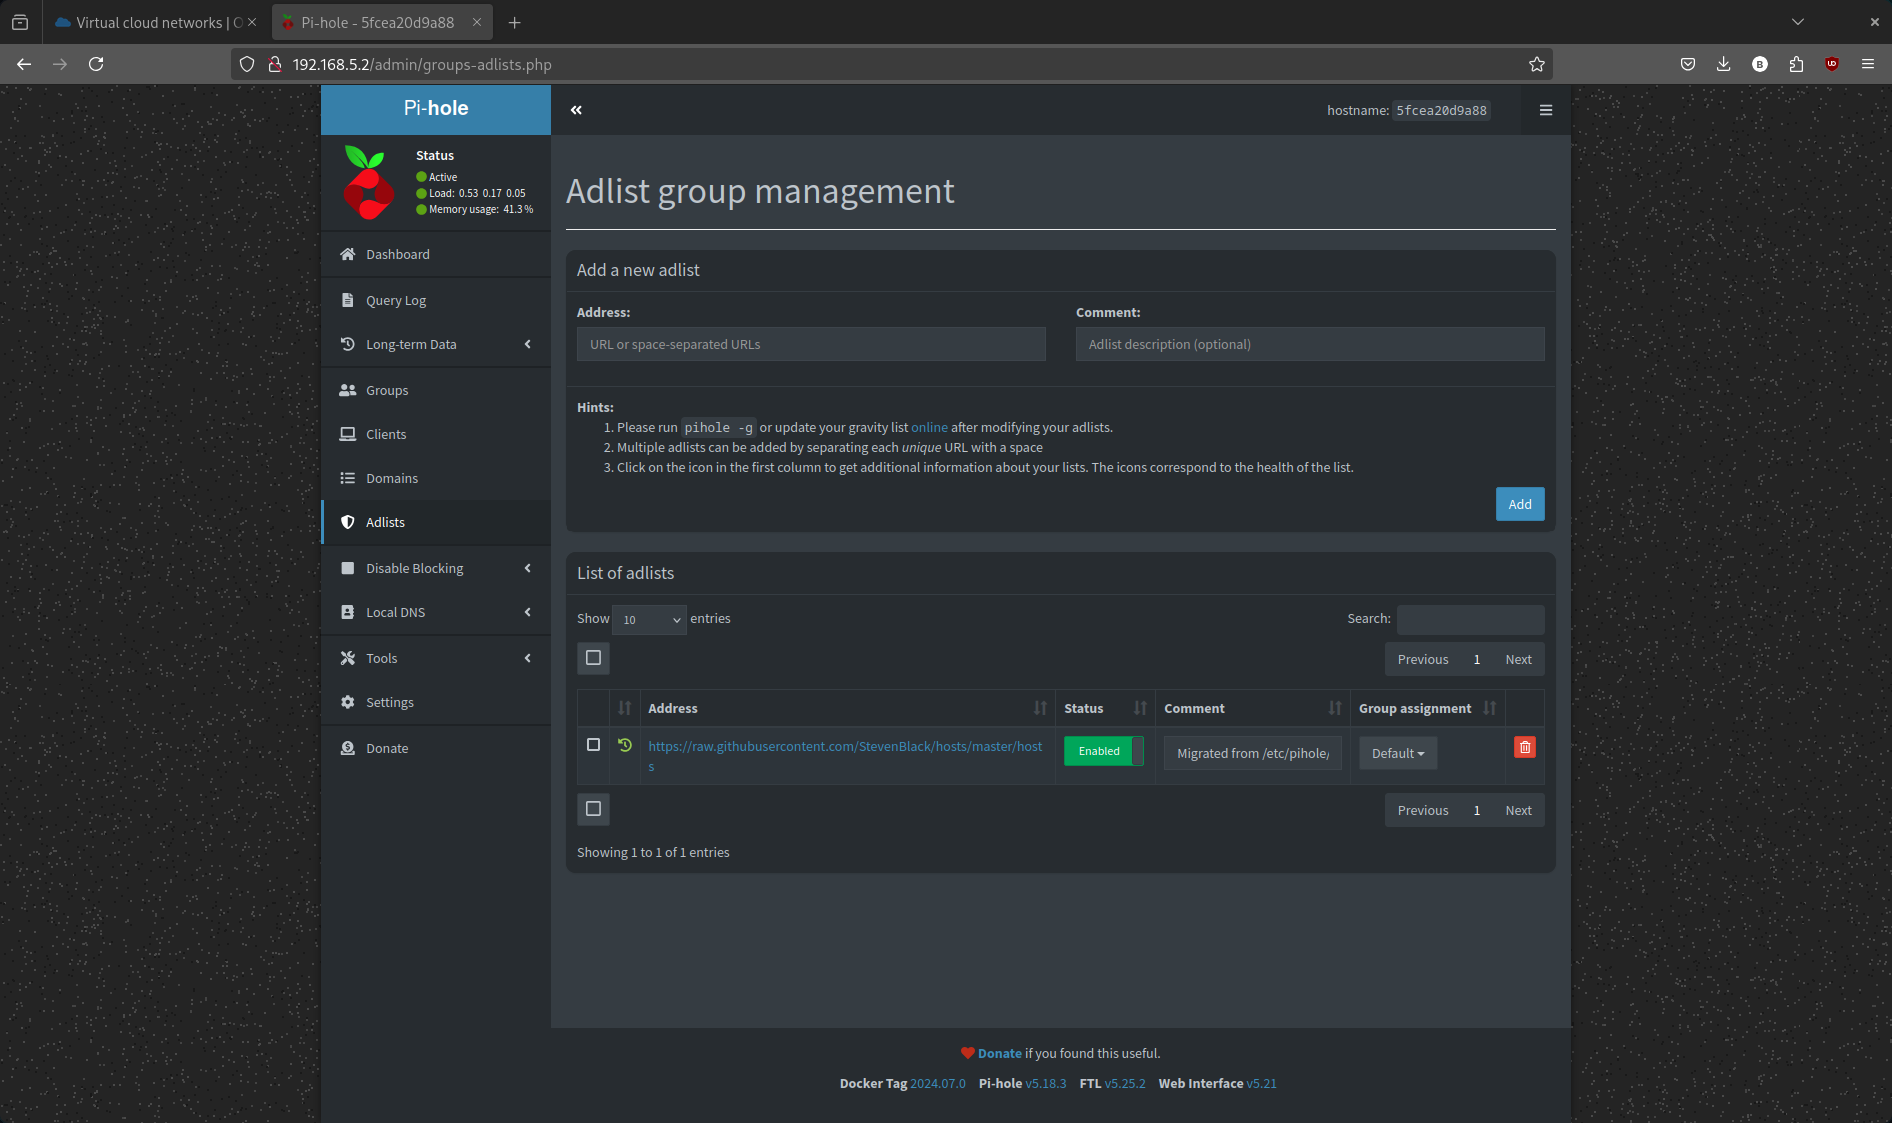 Virtual cloud networks | O
Pi-hole - 5fcea20d9a88
192.168.5.2/admin/groups-adlists.php
Pi-hole
hostname: 5fcea20d9a88
Status
Active
Load: 0.53 0.17 0.05
Memory usage: 41.3 %
Dashboard
Query Log
Long-term Data
Groups
Clients
Domains
Adlists
Disable Blocking
Local DNS
Tools
Settings
Donate
Adlist group management
Add a new adlist
Address:
Comment:
URL or space-separated URLs
Adlist description (optional)
Hints:
1. Please run pihole -g or update your gravity list online after modifying your adlists.
2. Multiple adlists can be added by separating each unique URL with a space
3. Click on the icon in the first column to get additional information about your lists. The icons correspond to the health of the list.
Add
List of adlists
Show 10 entries
Search:
Previous 1 Next
Address Status Comment Group assignment
https://raw.githubusercontent.com/StevenBlack/hosts/master/host
s
Enabled
Migrated from /etc/pihole/
Default
Previous 1 Next
Showing 1 to 1 of 1 entries
Donate if you found this useful.
Docker Tag 2024.07.0 Pi-hole v5.18.3 FTL v5.25.2 Web Interface v5.21